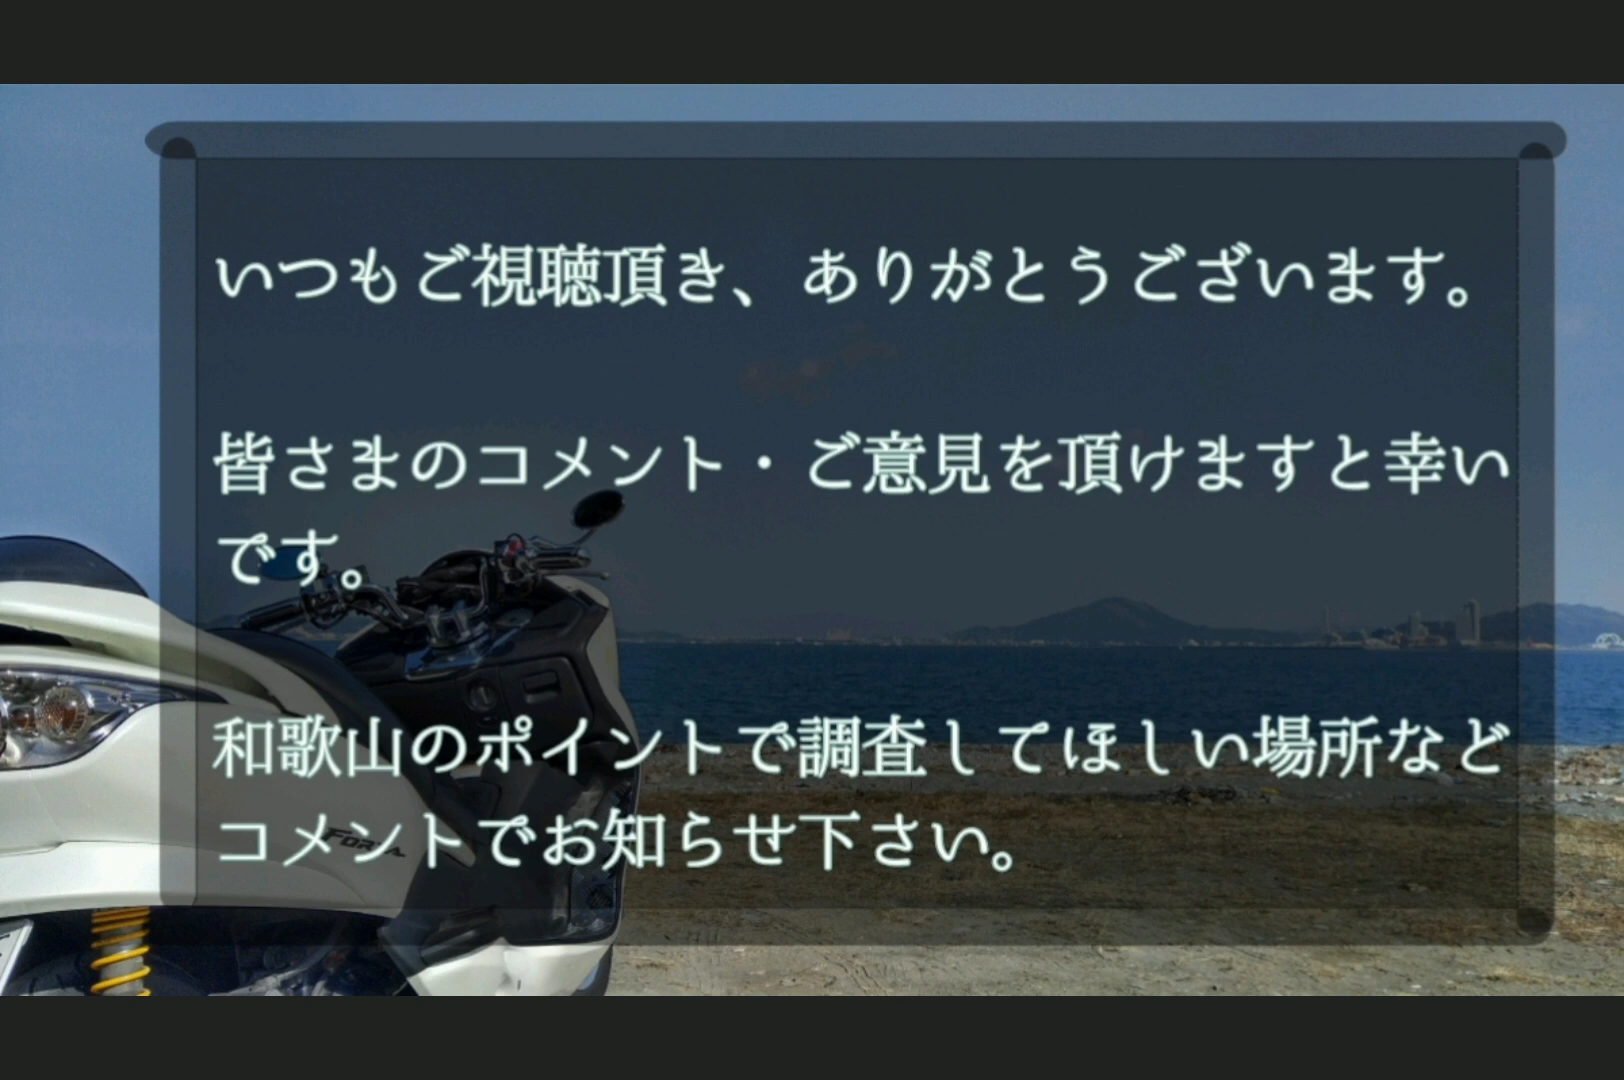 いつもご視聴頂き、ありがとうございます。
皆さまのコメント・ご意見を頂けますと幸い
です。
和歌山のポイントで調査してほしい場所など
コメントでお知らせ下さい。
FORZA